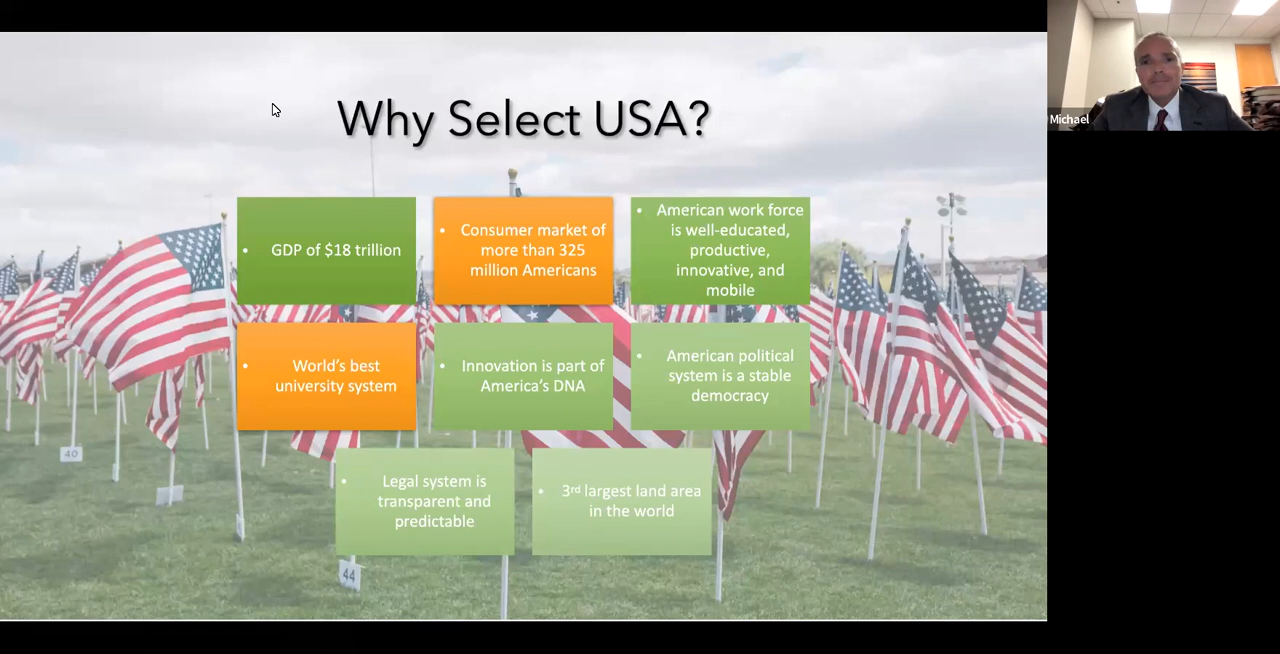 Why Select USA?
• GDP of $18 trillion
• Consumer market of
more than 325
million Americans
• American work force
is well-educated,
productive,
innovative, and
mobile
• World's best
university system
• Innovation is part of
America's DNA
• American political
system is a stable
democracy
• Legal system is
transparent and
predictable
• 3rd largest land area
in the world
40
44
Michael